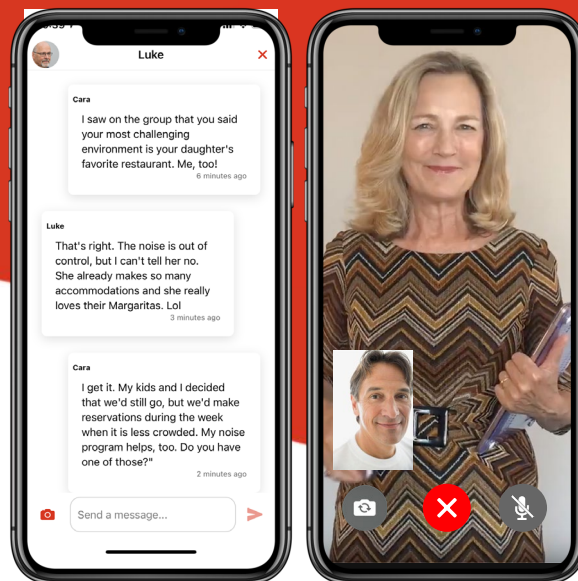 Luke
Cara
I saw on the group that you said
your most challenging
environment is your daughter's
favorite restaurant. Me, too!
6 minutes ago
Luke
That's right. The noise is out of
control, but I can't tell her no.
She already makes so many
accommodations and she really
loves their Margaritas. Lol
3 minutes ago
Cara
I get it. My kids and I decided
that we'd still go, but we'd make
reservations during the week
when it is less crowded. My noise
program helps, too. Do you have
one of those?"
2 minutes ago
Send a message...